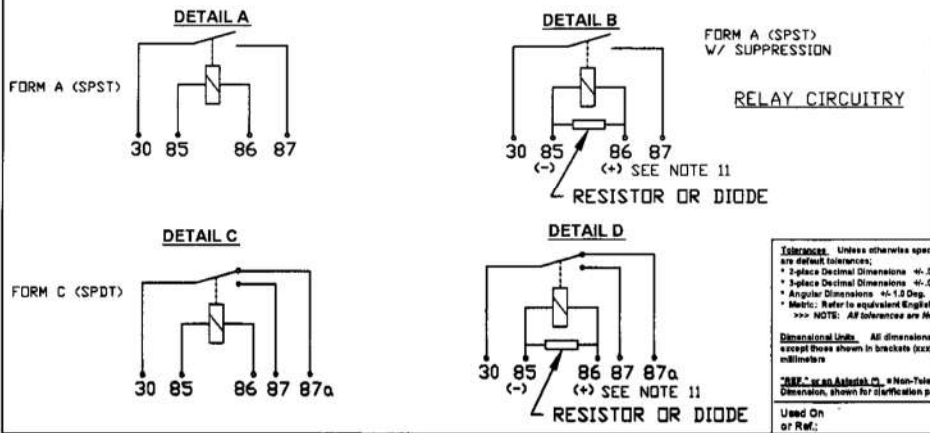 DETAIL A
FORM A (SPST)
30 85 86 87
DETAIL B
FORM A (SPST)
W/ SUPPRESSION
RELAY CIRCUITRY
30 85 86 87
(-) (+) SEE NOTE 11
RESISTOR OR DIODE
DETAIL C
FORM C (SPDT)
30 85 86 87 87a
DETAIL D
30 85 86 87 87a
(-) (+) SEE NOTE 11
RESISTOR OR DIODE
Tolerances Unless otherwise
are default tolerances;
* 2-place Decimal Dimensions +/-
* 3-place Decimal Dimensions +/-
* Angular Dimensions +/- 1.0 Deg.
* Metric: Refer to equivalent English
>>> NOTE: All tolerances are
Dimensional Units All dimensions
except those shown in brackets
millimeters
"REF." or an Asterisk (*)
Dimension, shown for clarification
Used On
or Ref.: